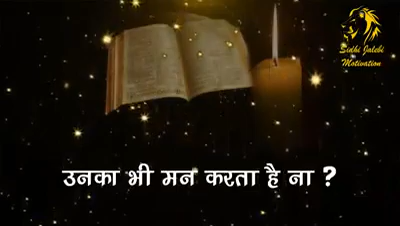 Sidhi Jalebi
Motivation
उनका भी मन करता है ना ?